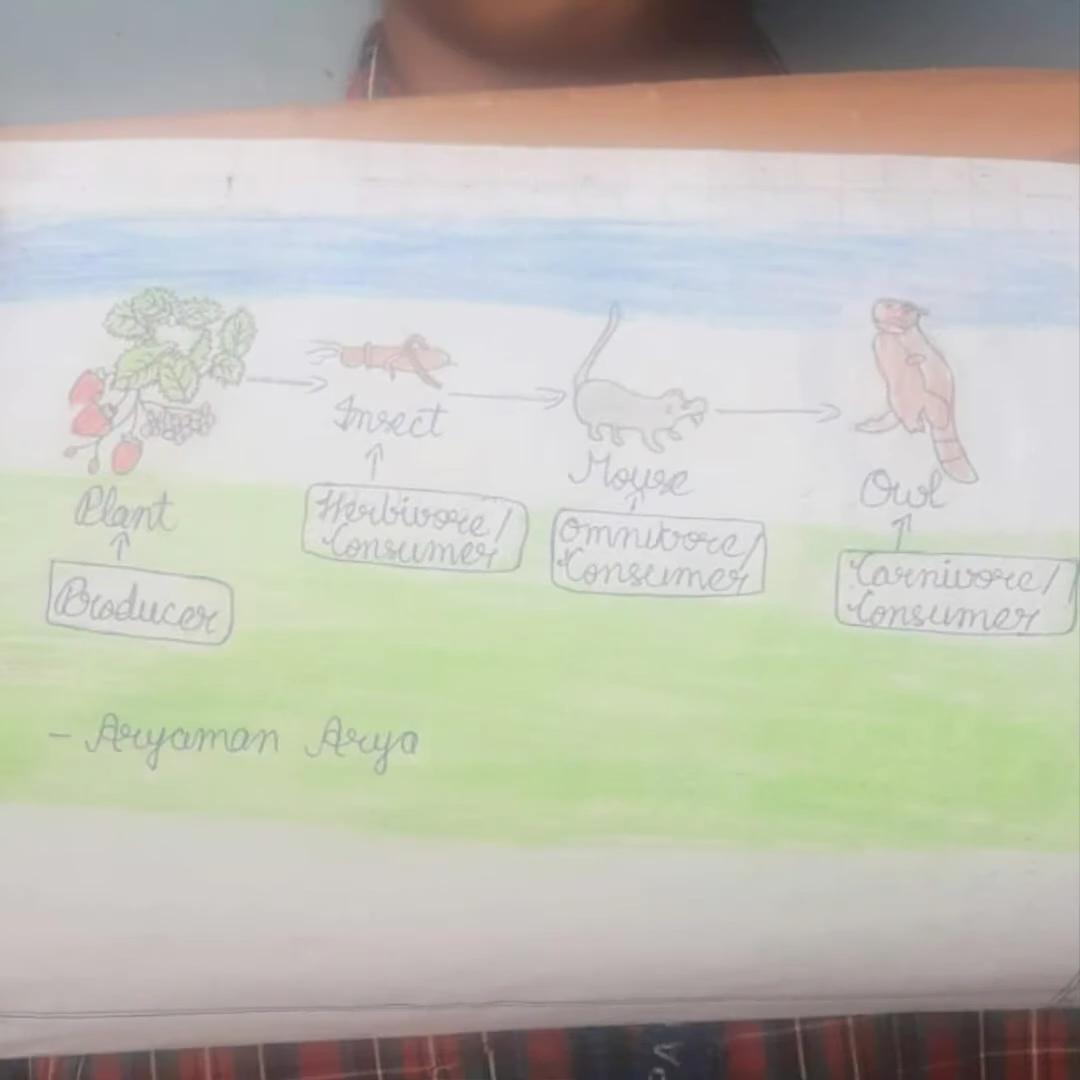 Plant
Insect
Mouse
Owl
Producer
Herbivore/
Consumer
Omnivore/
Consumer
Carnivore/
Consumer
- Aryaman Arya